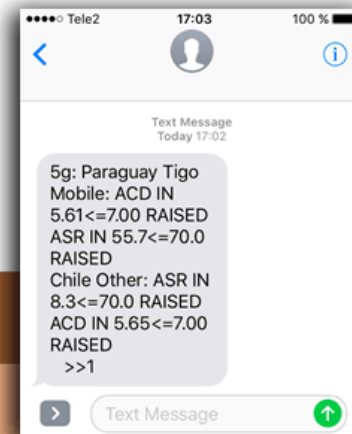 Tele2 17:03 100 %
Text Message
Today 17:02
5g: Paraguay Tigo
Mobile: ACD IN
5.61<=7.00 RAISED
ASR IN 55.7<=70.0
RAISED
Chile Other: ASR IN
8.3<=70.0 RAISED
ACD IN 5.65<=7.00
RAISED
>>1
Text Message